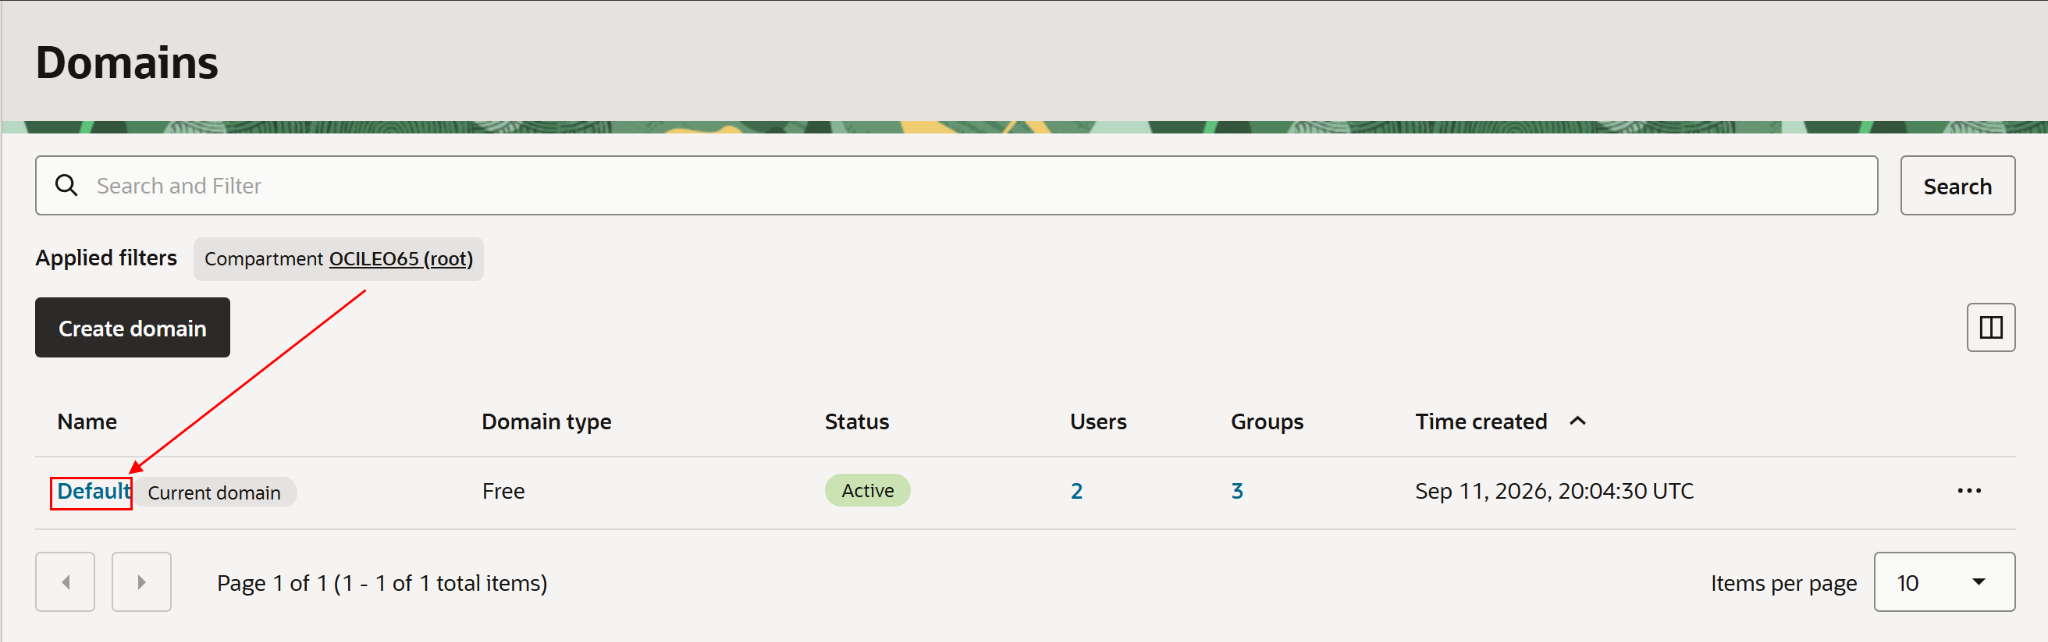 Domains
Search and Filter
Search
Applied filters Compartment OCILEO65 (root)
Create domain
Name Domain type Status Users Groups Time created
Default Current domain Free Active 2 3 Sep 11, 2026, 20:04:30 UTC
Page 1 of 1 (1 - 1 of 1 total items) Items per page 10